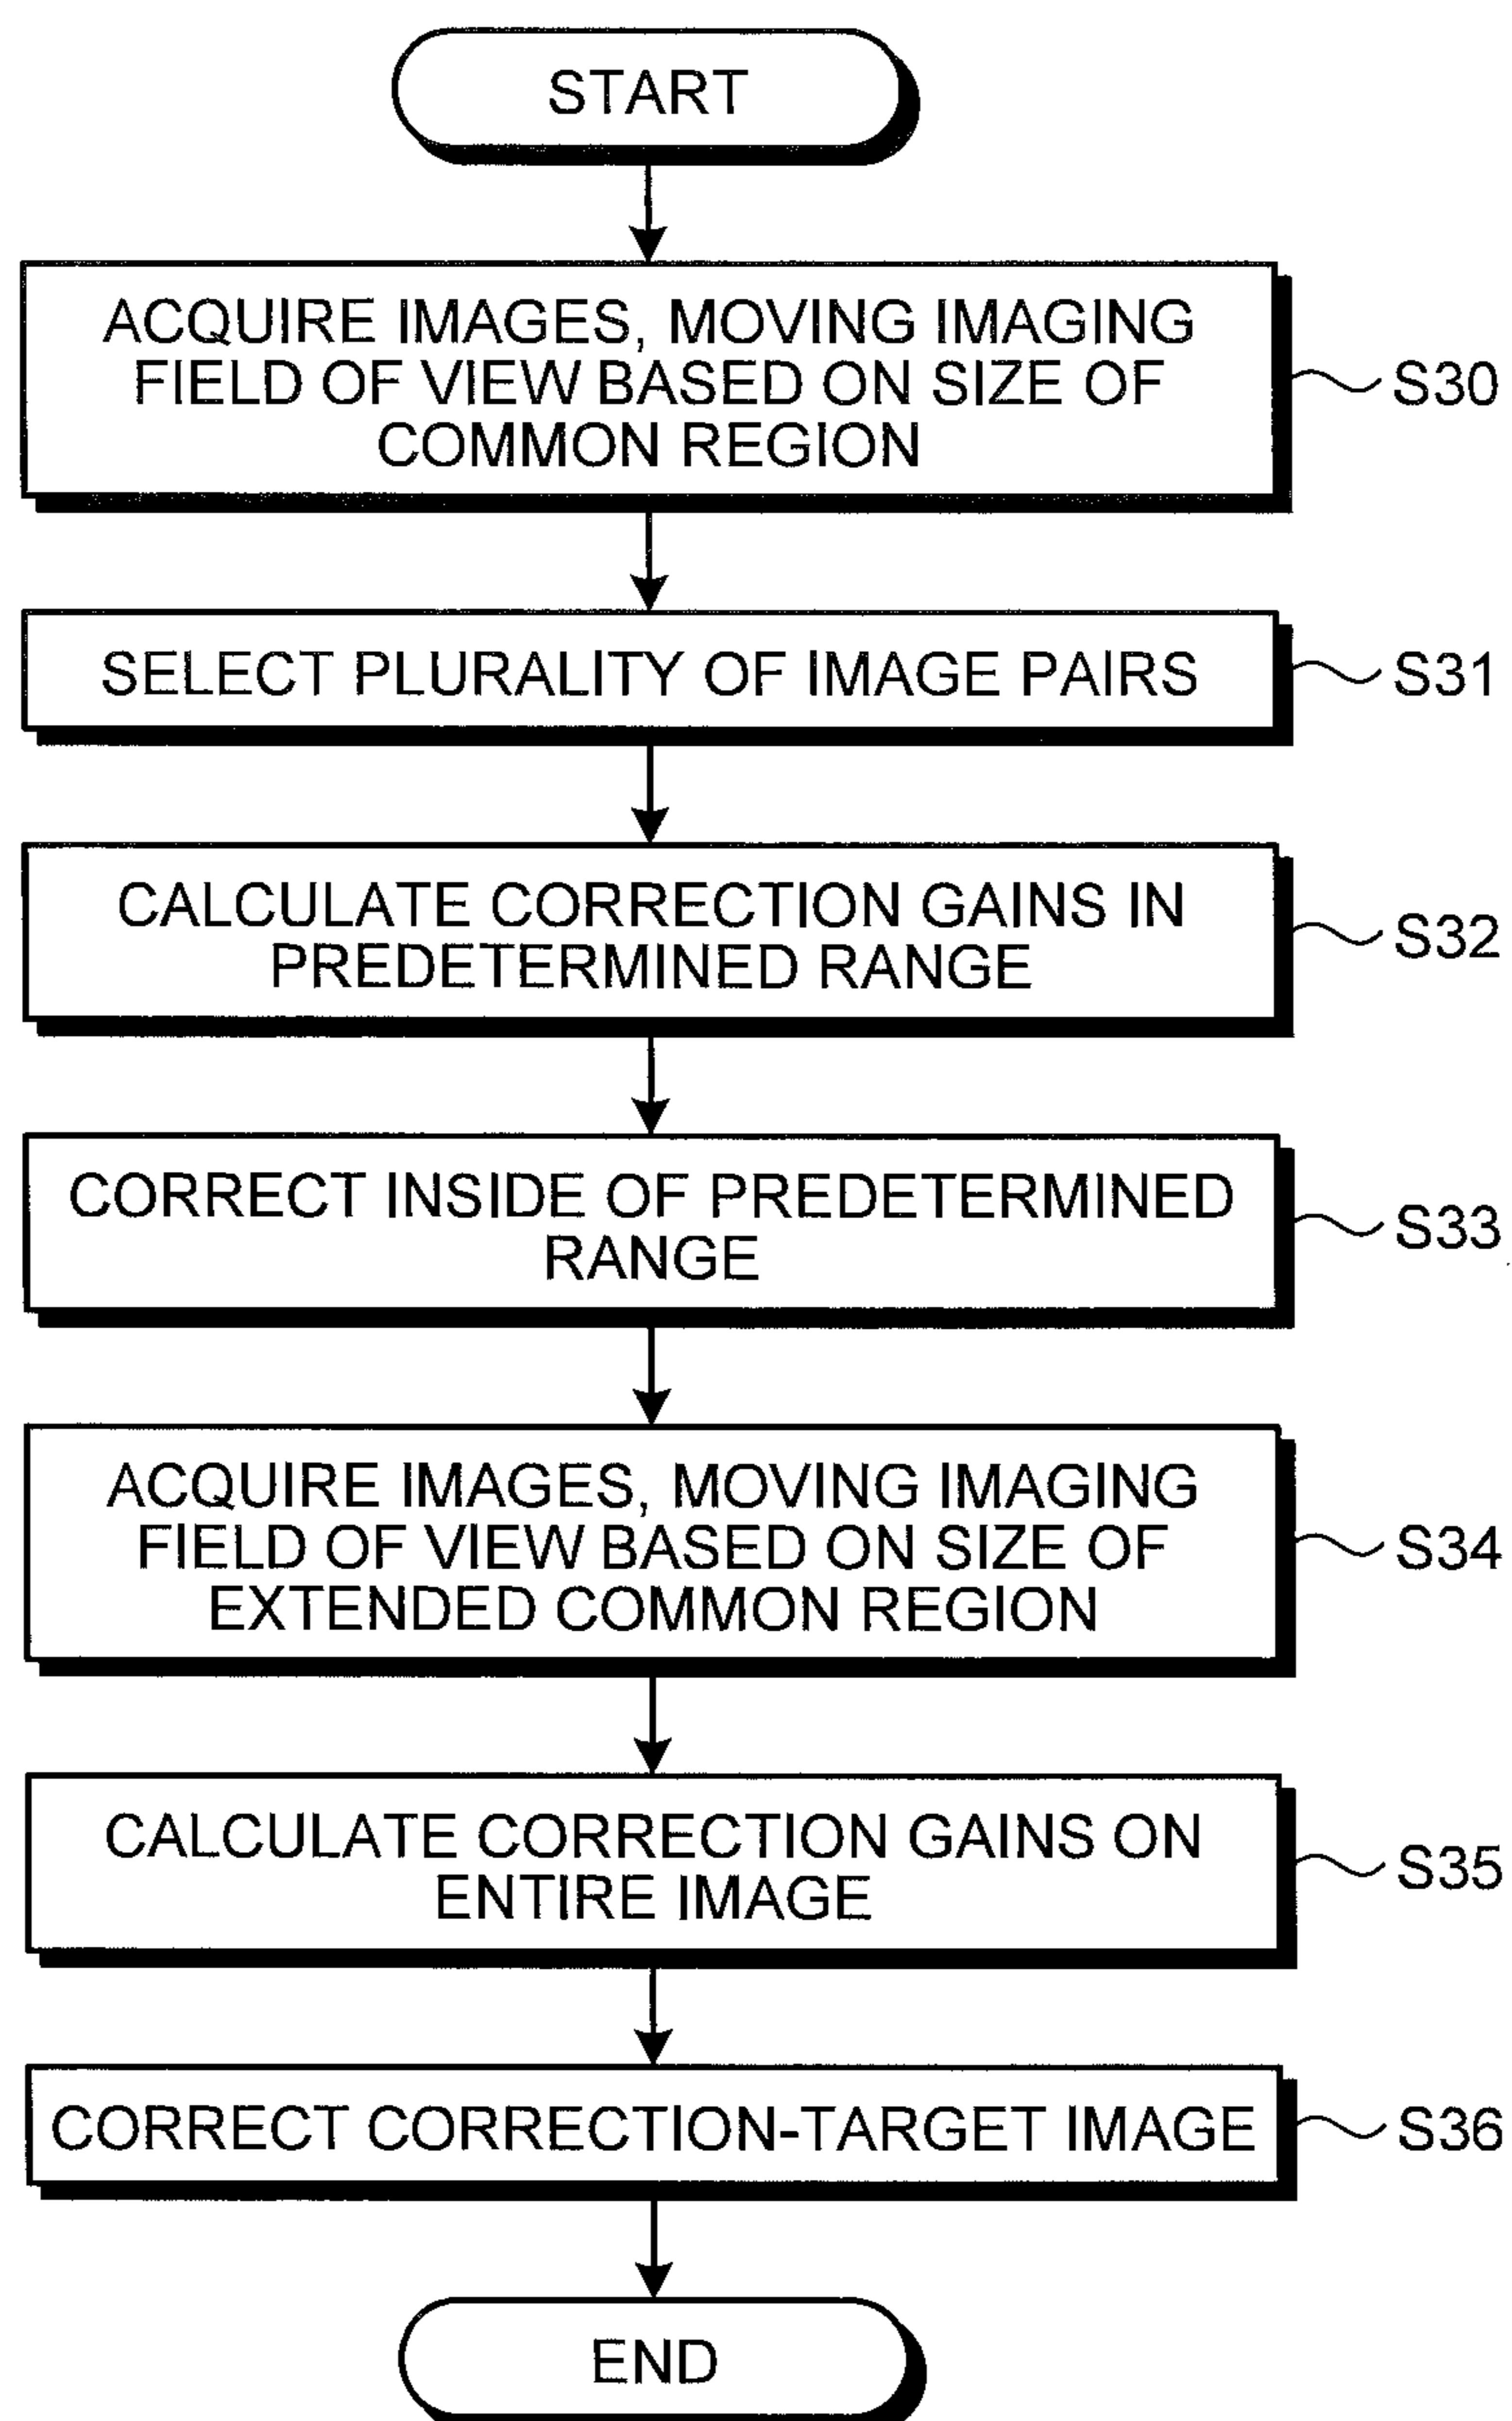 START
ACQUIRE IMAGES, MOVING IMAGING
FIELD OF VIEW BASED ON SIZE OF
COMMON REGION
S30
SELECT PLURALITY OF IMAGE PAIRS
S31
CALCULATE CORRECTION GAINS IN
PREDETERMINED RANGE
S32
CORRECT INSIDE OF PREDETERMINED
RANGE
S33
ACQUIRE IMAGES, MOVING IMAGING
FIELD OF VIEW BASED ON SIZE OF
EXTENDED COMMON REGION
S34
CALCULATE CORRECTION GAINS ON
ENTIRE IMAGE
S35
CORRECT CORRECTION-TARGET IMAGE
S36
END